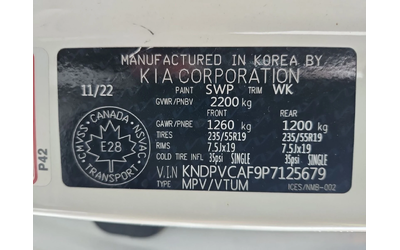 MANUFACTURED IN KOREA BY
KIA CORPORATION
11/22 PAINT SWP TRIM WK
GVWR/PNBV 2200 kg
FRONT REAR
GAWR/PNBE 1260 kg 1200 kg
TIRES 235/55R19 235/55R19
RIMS 7.5Jx19 7.5Jx19
COLD TIRE INFL 35psi SINGLE 35psi SINGLE
V.I.N KNDPVCAF9P7125679
TYPE MPV/VTUM ICES/NMB-002
CANADA
CMVSS NSVAC
E28
TRANSPORT
P42